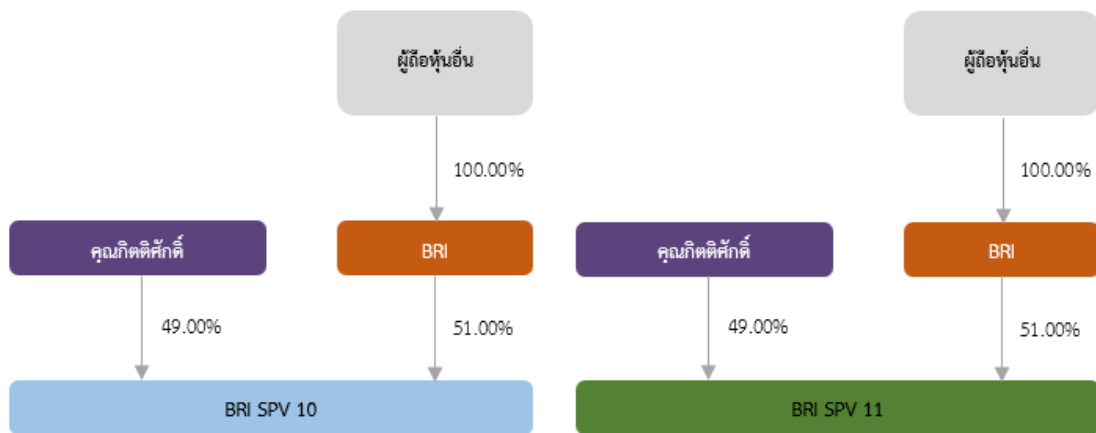 ผู้ถือหุ้นอื่น
ผู้ถือหุ้นอื่น
100.00%
100.00%
คุณกิตติศักดิ์
BRI
คุณกิตติศักดิ์
BRI
49.00%
51.00%
49.00%
51.00%
BRI SPV 10
BRI SPV 11